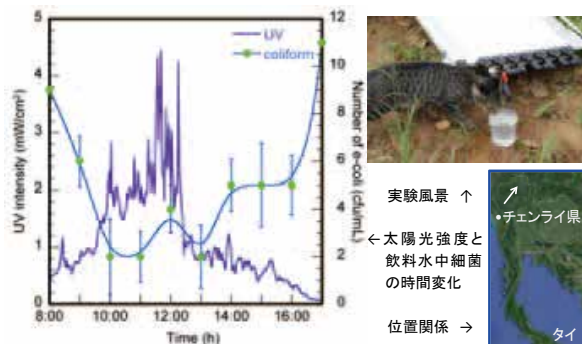 5
4
3
2
1
0
UV intensity (mW/cm²)
UV
coliform
12
10
8
6
4
2
0
Number of e-coli (cfu/mL)
8:00 10:00 12:00 14:00 16:00
Time (h)
実験風景 ↑
←太陽光強度と
飲料水中細菌
の時間変化
位置関係 →
チェンライ県
タイ